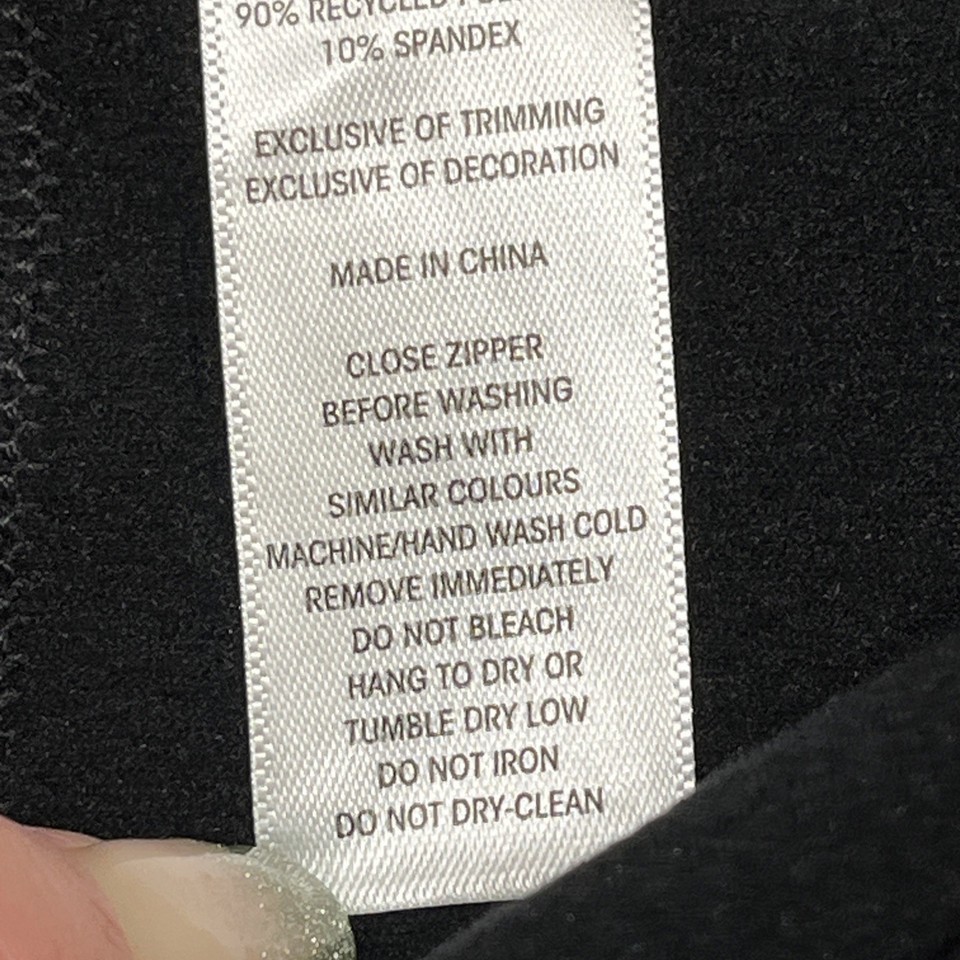 90% RECYCLED
10% SPANDEX
EXCLUSIVE OF TRIMMING
EXCLUSIVE OF DECORATION
MADE IN CHINA
CLOSE ZIPPER
BEFORE WASHING
WASH WITH
SIMILAR COLOURS
MACHINE/HAND WASH COLD
REMOVE IMMEDIATELY
DO NOT BLEACH
HANG TO DRY OR
TUMBLE DRY LOW
DO NOT IRON
DO NOT DRY-CLEAN